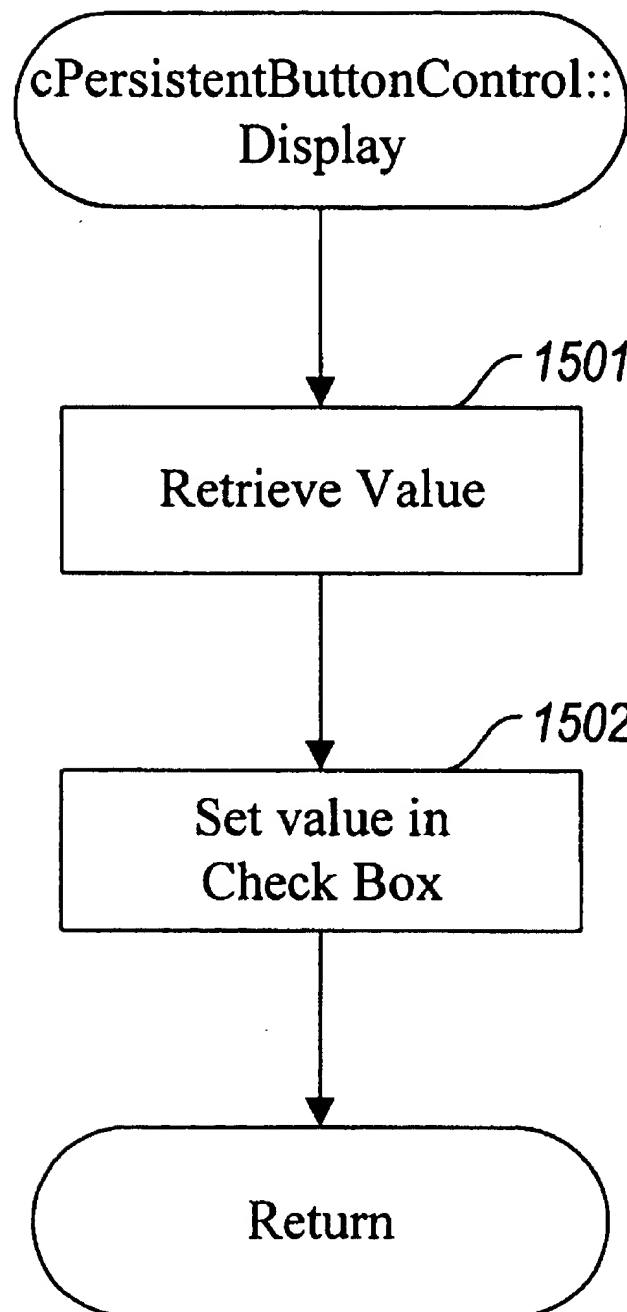 cPersistentButtonControl::
Display
1501
Retrieve Value
1502
Set value in
Check Box
Return